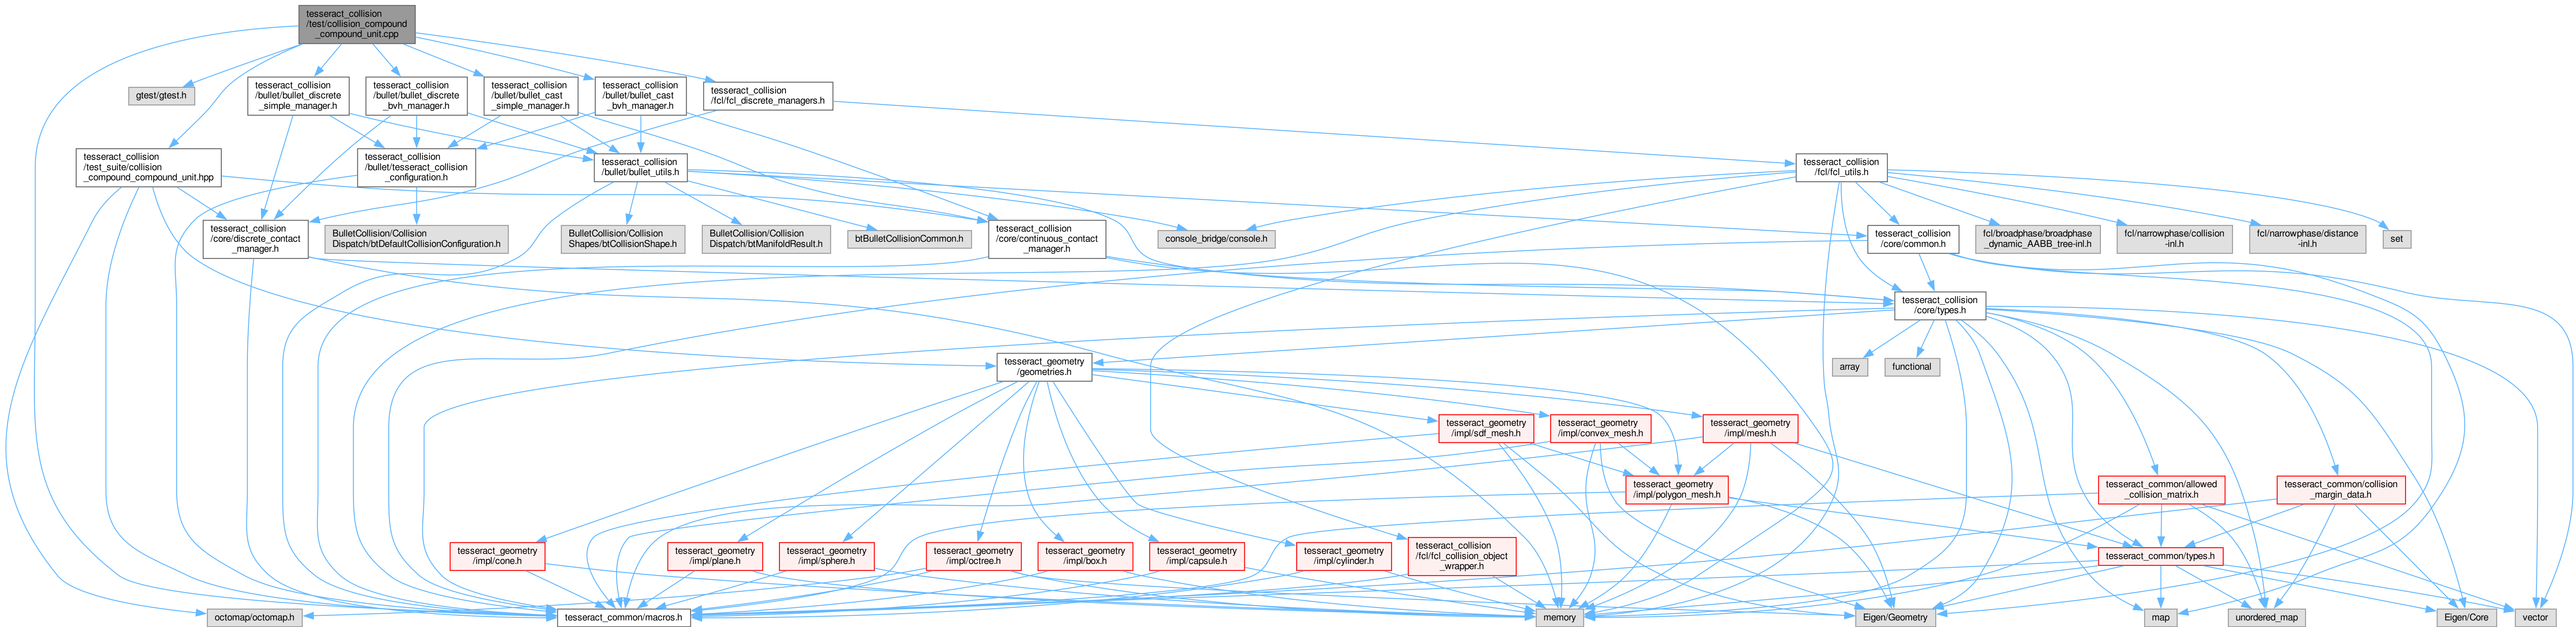 tesseract_collision
/test/collision_compound
_compound_unit.cpp
gtest/gtest.h
tesseract_collision
/bullet/bullet_discrete
_simple_manager.h
tesseract_collision
/bullet/bullet_discrete
_bvh_manager.h
tesseract_collision
/bullet/bullet_cast
_simple_manager.h
tesseract_collision
/bullet/bullet_cast
_bvh_manager.h
tesseract_collision
/fcl/fcl_discrete_managers.h
tesseract_collision
/test_suite/collision
_compound_compound_unit.hpp
tesseract_collision
/bullet/tesseract_collision
_configuration.h
tesseract_collision
/bullet/bullet_utils.h
tesseract_collision
/fcl/fcl_utils.h
tesseract_collision
/core/discrete_contact
_manager.h
BulletCollision/Collision
Dispatch/btDefaultCollisionConfiguration.h
BulletCollision/Collision
Shapes/btCollisionShape.h
BulletCollision/Collision
Dispatch/btManifoldResult.h
btBulletCollisionCommon.h
tesseract_collision
/core/continuous_contact
_manager.h
console_bridge/console.h
tesseract_collision
/core/common.h
fcl/broadphase/broadphase
_dynamic_AABB_tree-inl.h
fcl/narrowphase/collision
-inl.h
fcl/narrowphase/distance
-inl.h
set
tesseract_collision
/core/types.h
tesseract_geometry
/geometries.h
array
functional
tesseract_geometry
/impl/sdf_mesh.h
tesseract_geometry
/impl/convex_mesh.h
tesseract_geometry
/impl/mesh.h
tesseract_geometry
/impl/polygon_mesh.h
tesseract_common/allowed
_collision_matrix.h
tesseract_common/collision
_margin_data.h
tesseract_geometry
/impl/cone.h
tesseract_geometry
/impl/plane.h
tesseract_geometry
/impl/sphere.h
tesseract_geometry
/impl/octree.h
tesseract_geometry
/impl/box.h
tesseract_geometry
/impl/capsule.h
tesseract_geometry
/impl/cylinder.h
tesseract_collision
/fcl/fcl_collision_object
_wrapper.h
tesseract_common/types.h
octomap/octomap.h
tesseract_common/macros.h
memory
Eigen/Geometry
map
unordered_map
Eigen/Core
vector